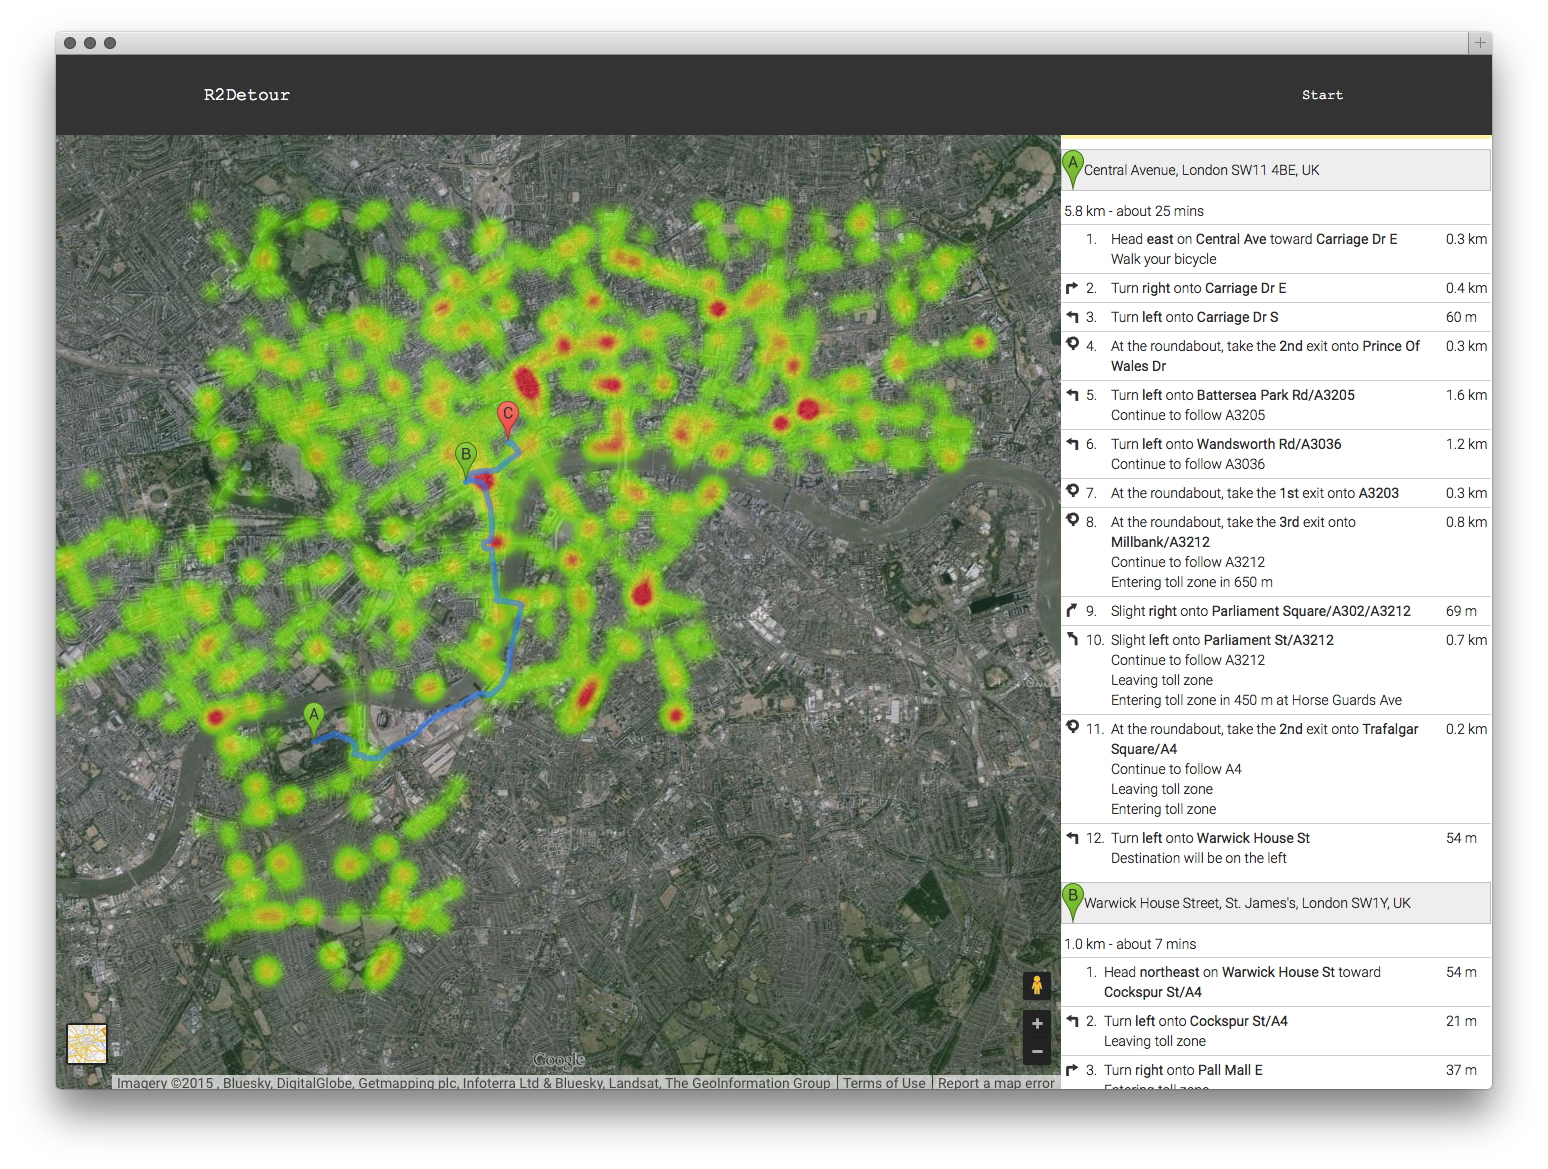 R2Detour
Start
A
Central Avenue, London SW11 4BE, UK
5.8 km - about 25 mins
1. Head east on Central Ave toward Carriage Dr E 0.3 km
Walk your bicycle
2. Turn right onto Carriage Dr E 0.4 km
3. Turn left onto Carriage Dr S 60 m
4. At the roundabout, take the 2nd exit onto Prince Of 0.3 km
Wales Dr
5. Turn left onto Battersea Park Rd/A3205 1.6 km
Continue to follow A3205
6. Turn left onto Wandsworth Rd/A3036 1.2 km
Continue to follow A3036
7. At the roundabout, take the 1st exit onto A3203 0.3 km
8. At the roundabout, take the 3rd exit onto 0.8 km
Millbank/A3212
Continue to follow A3212
Entering toll zone in 650 m
9. Slight right onto Parliament Square/A302/A3212 69 m
10. Slight left onto Parliament St/A3212 0.7 km
Continue to follow A3212
Leaving toll zone
Entering toll zone in 450 m at Horse Guards Ave
11. At the roundabout, take the 2nd exit onto Trafalgar 0.2 km
Square/A4
Continue to follow A4
Leaving toll zone
Entering toll zone
12. Turn left onto Warwick House St 54 m
Destination will be on the left
B
Warwick House Street, St. James's, London SW1Y, UK
1.0 km - about 7 mins
1. Head northeast on Warwick House St toward 54 m
Cockspur St/A4
2. Turn left onto Cockspur St/A4 21 m
Leaving toll zone
3. Turn right onto Pall Mall E 37 m
Entering toll zone
C
B
A
Google
Imagery ©2015 , Bluesky, DigitalGlobe, Getmapping plc, Infoterra Ltd & Bluesky, Landsat, The GeoInformation Group
Terms of Use
Report a map error